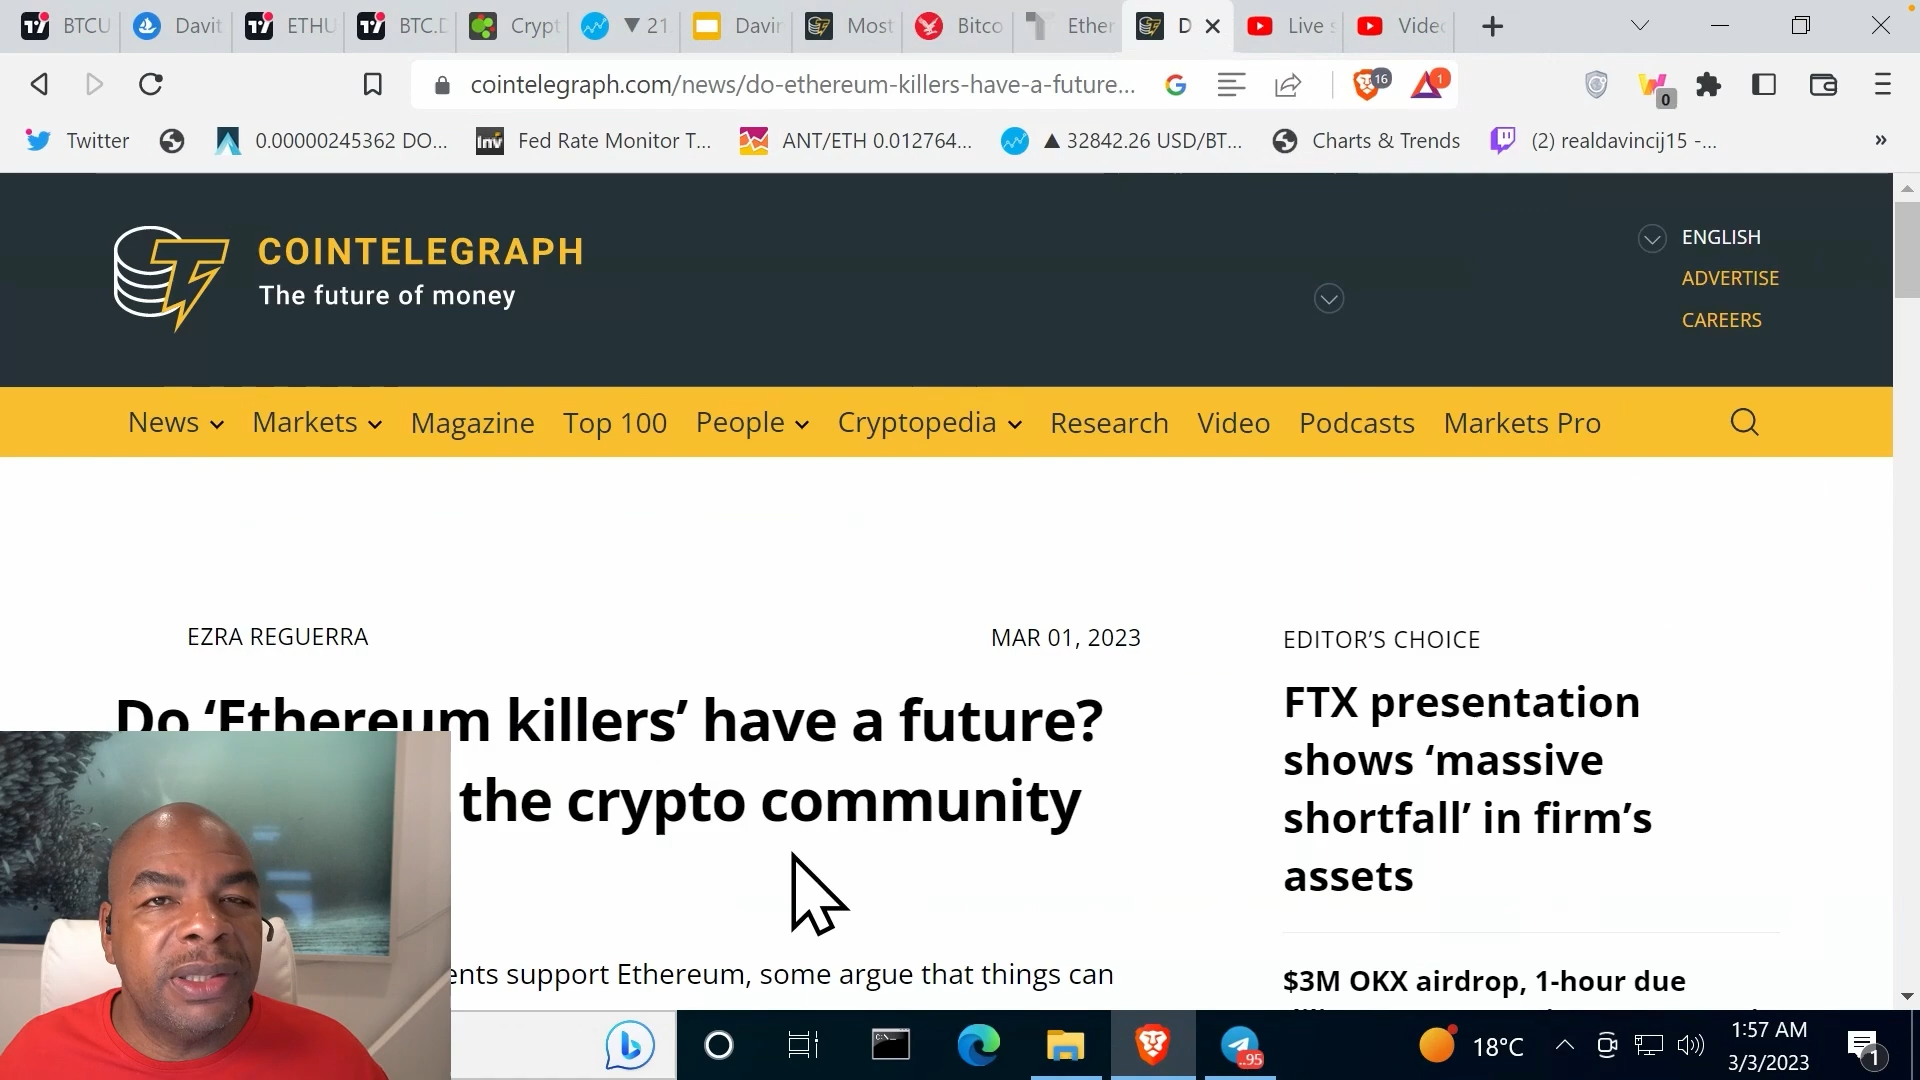 BTCU
Davit
ETHU
BTC.D
Crypt
▼ 21
Davin
Most
Bitco
Ether
D
Live s
Video
cointelegraph.com/news/do-ethereum-killers-have-a-future...
16
1
0
Twitter
0.00000245362 DO...
Inv
Fed Rate Monitor T...
ANT/ETH 0.012764...
▲ 32842.26 USD/BT...
Charts & Trends
(2) realdavincij15 -...
»
COINTELEGRAPH
The future of money
ENGLISH
ADVERTISE
CAREERS
News
Markets
Magazine
Top 100
People
Cryptopedia
Research
Video
Podcasts
Markets Pro
EZRA REGUERRA
MAR 01, 2023
Do ‘Ethereum killers’ have a future?
the crypto community
ents support Ethereum, some argue that things can
EDITOR’S CHOICE
FTX presentation
shows ‘massive
shortfall’ in firm’s
assets
$3M OKX airdrop, 1-hour due
.95
18°C
1:57 AM
3/3/2023
1